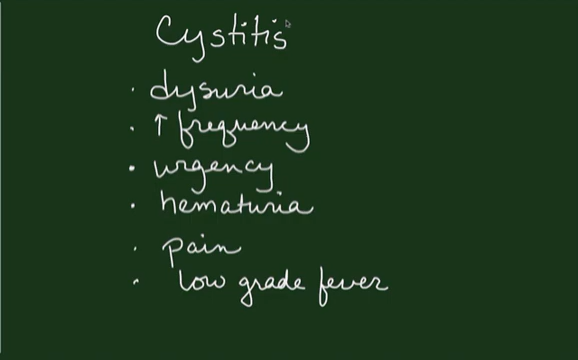 Cystitis
· dysuria
· ↑ frequency
· urgency
· hematuria
· pain
· low grade fever